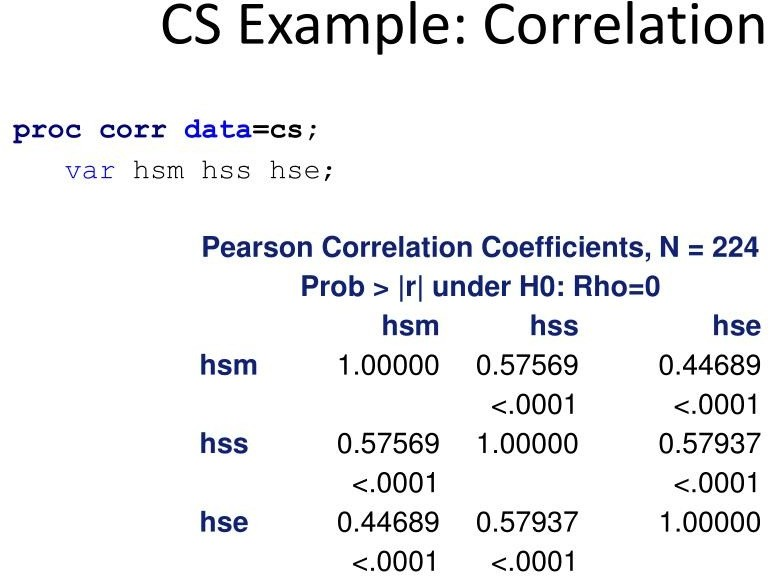 CS Example: Correlation
proc corr data=cs;
var hsm hss hse;
Pearson Correlation Coefficients, N = 224
Prob > |r| under H0: Rho=0
hsm hss hse
hsm 1.00000 0.57569 0.44689
<.0001 <.0001
hss 0.57569 1.00000 0.57937
<.0001 <.0001
hse 0.44689 0.57937 1.00000
<.0001 <.0001